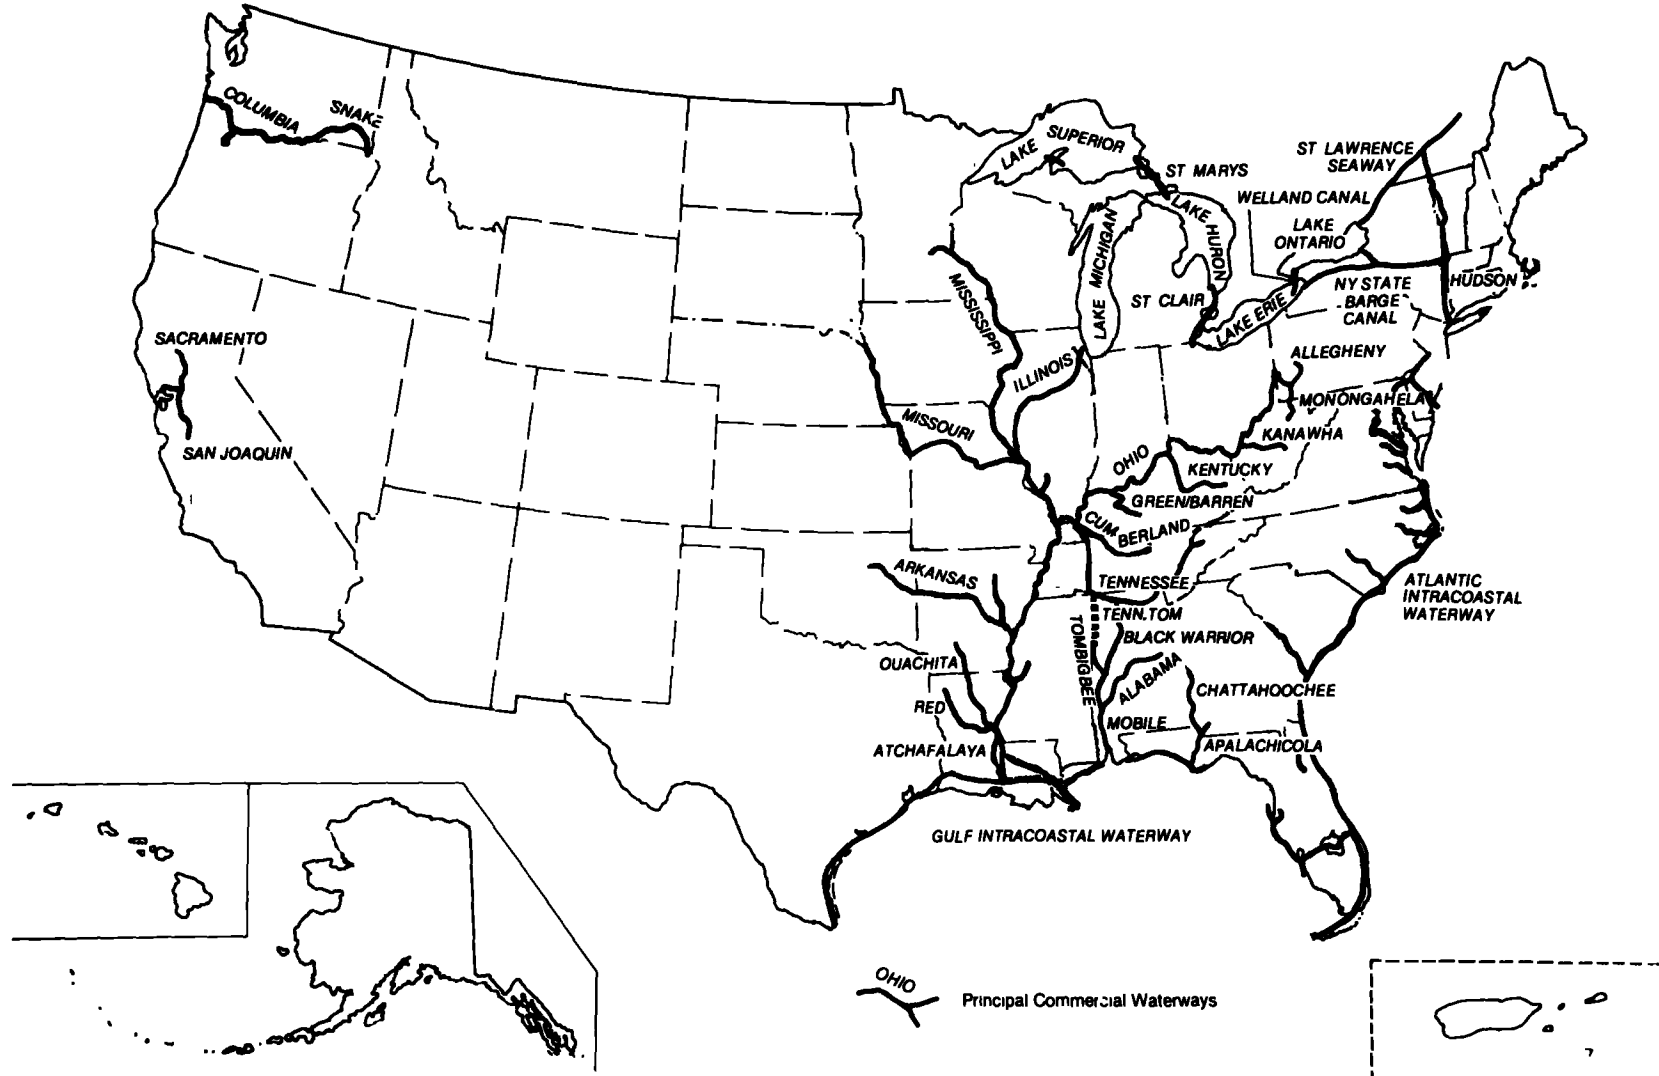 COLUMBIA
SNAKE
SACRAMENTO
SAN JOAQUIN
LAKE SUPERIOR
ST MARYS
LAKE HURON
LAKE MICHIGAN
ST CLAIR
LAKE ERIE
WELLAND CANAL
LAKE
ONTARIO
ST LAWRENCE
SEAWAY
NY STATE
BARGE
CANAL
HUDSON
MISSISSIPPI
ILLINOIS
MISSOURI
ALLEGHENY
MONONGAHELA
KANAWHA
OHIO
KENTUCKY
GREEN/BARREN
CUMBERLAND
TENNESSEE
TENN.TOM
TOMBIGBEE
BLACK WARRIOR
ALABAMA
MOBILE
CHATTAHOOCHEE
APALACHICOLA
ARKANSAS
OUACHITA
RED
ATCHAFALAYA
ATLANTIC
INTRACOASTAL
WATERWAY
GULF INTRACOASTAL WATERWAY
OHIO
Principal Commercial Waterways